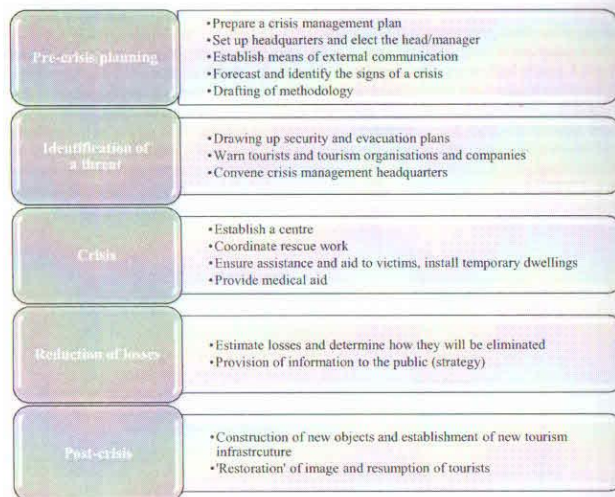 Pre-crisis planning
•Prepare a crisis management plan
•Set up headquarters and elect the head/manager
•Establish means of external communication
•Forecast and identify the signs of a crisis
•Drafting of methodology
Identification of
a threat
•Drawing up security and evacuation plans
•Warn tourists and tourism organisations and companies
•Convene crisis management headquarters
Crisis
•Establish a centre
•Coordinate rescue work
•Ensure assistance and aid to victims, install temporary dwellings
•Provide medical aid
Reduction of losses
•Estimate losses and determine how they will be eliminated
•Provision of information to the public (strategy)
Post-crisis
•Construction of new objects and establishment of new tourism
infrastrcuture
•'Restoration' of image and resumption of tourists